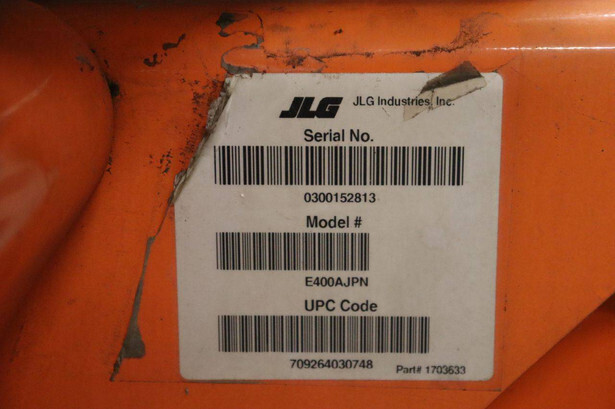 JLG JLG Industries, Inc.
Serial No.
0300152813
Model #
E400AJPN
UPC Code
709264030748 Part# 1703633